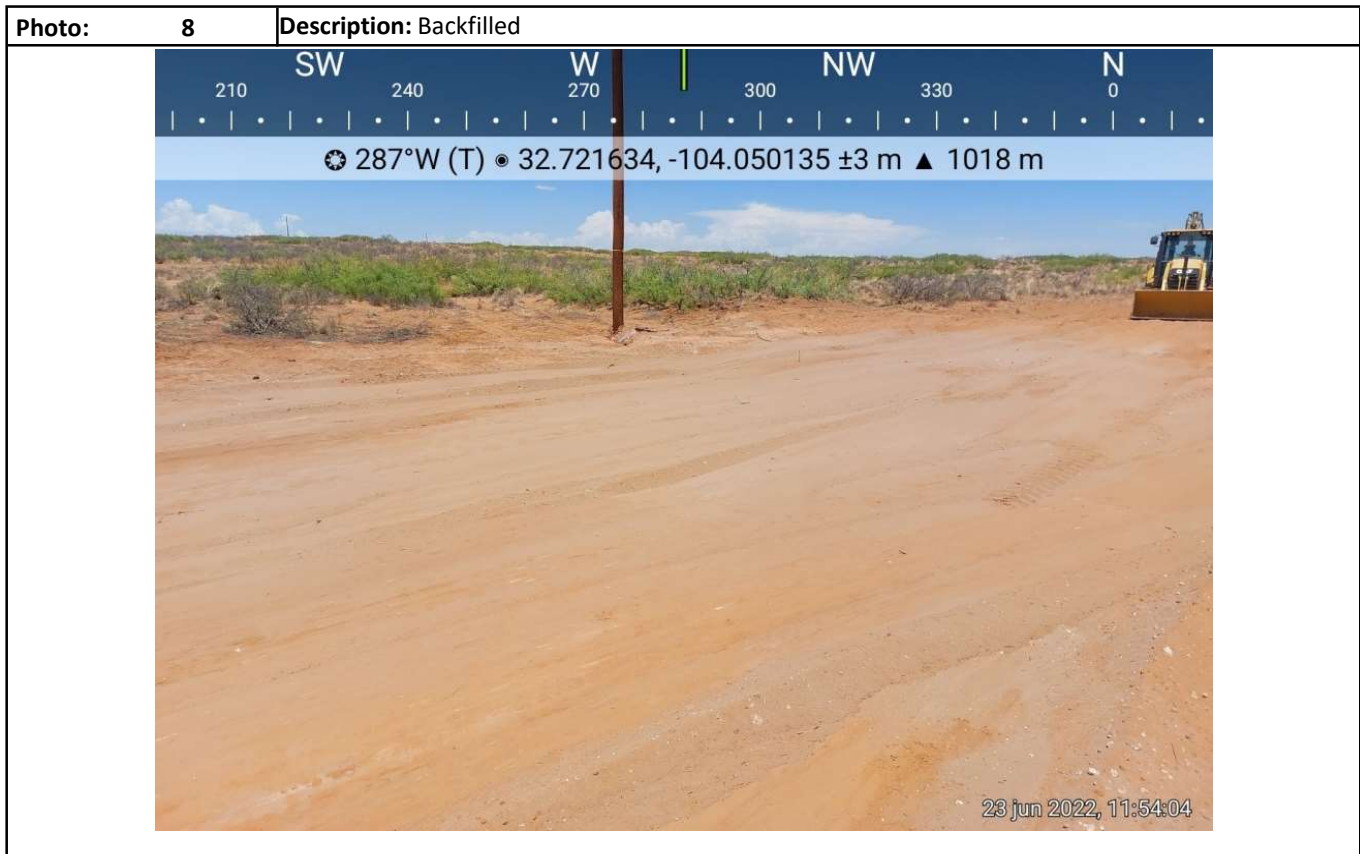 Photo: 8 Description: Backfilled
SW W NW N
210 240 270 300 330 0
287°W (T) 32.721634, -104.050135 ±3 m ▲ 1018 m
23 jun 2022, 11:54:04